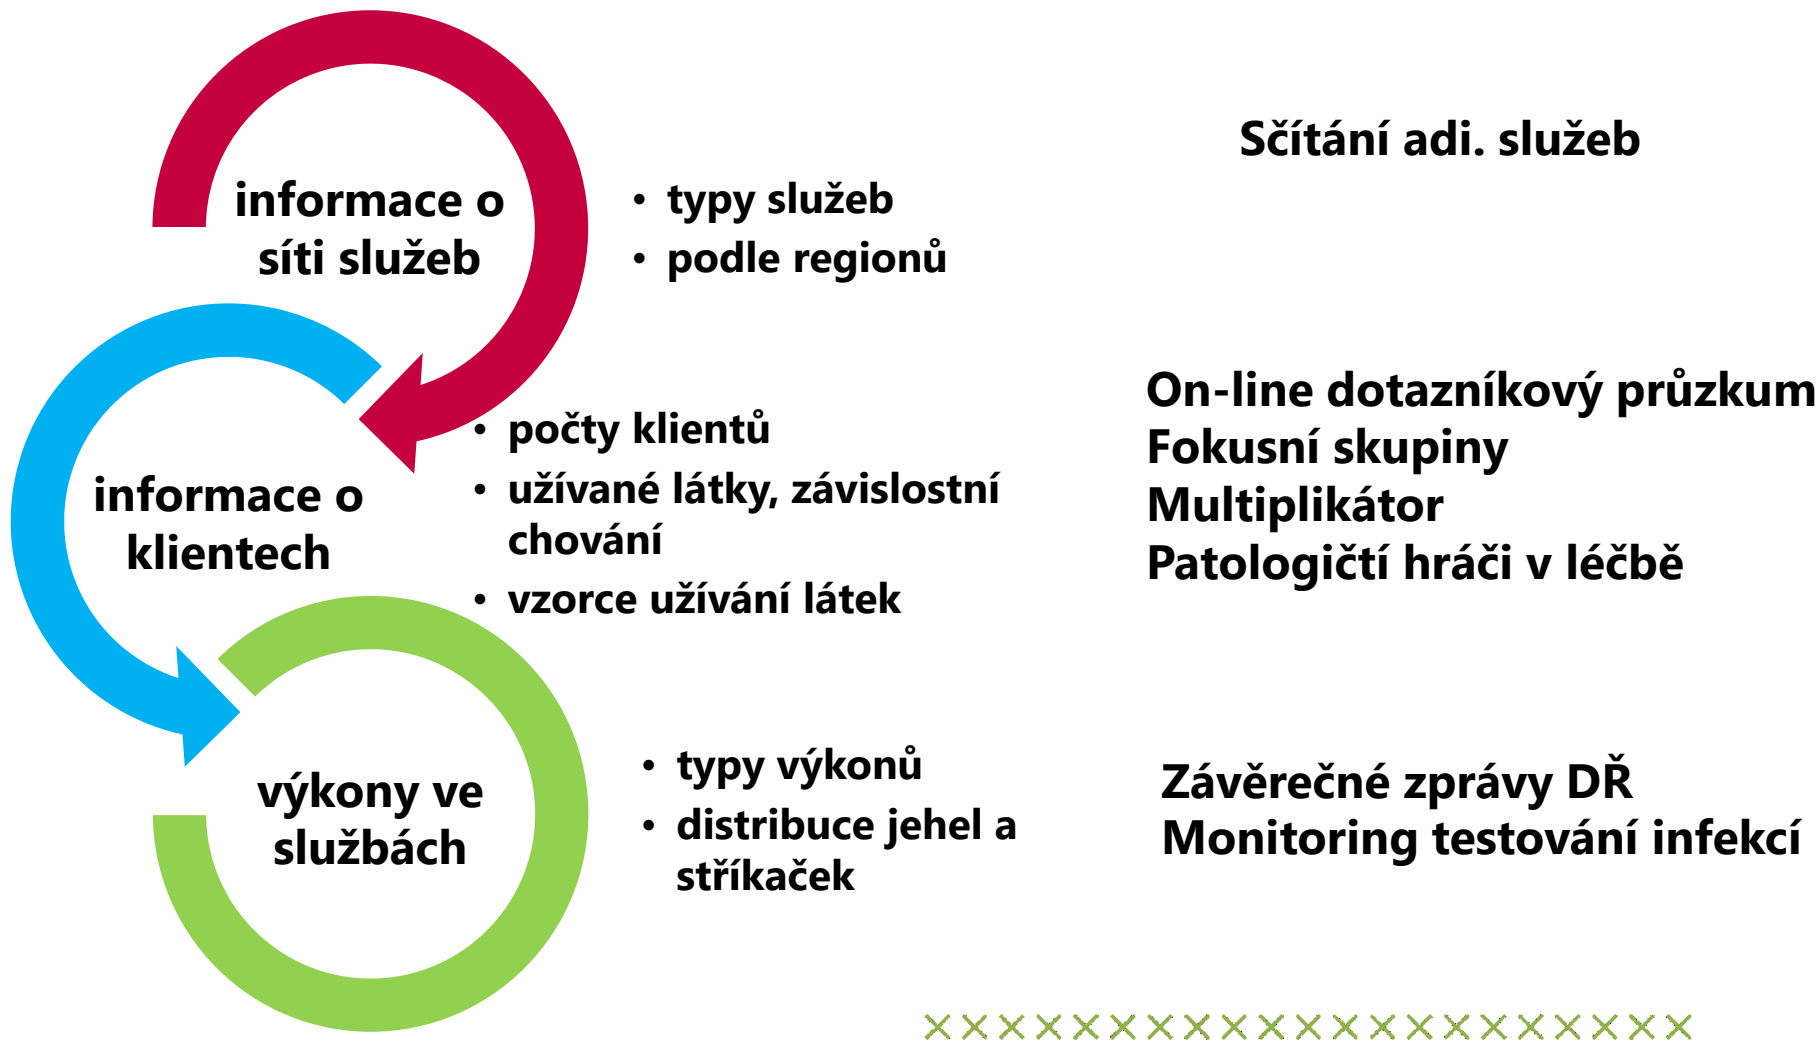 Sčítání adi. služeb
informace o
síti služeb
• typy služeb
• podle regionů
On-line dotazníkový průzkum
Fokusní skupiny
Multiplikátor
Patologičtí hráči v léčbě
informace o
klientech
• počty klientů
• užívané látky, závislostní
chování
• vzorce užívání látek
výkony ve
službách
• typy výkonů
• distribuce jehel a
stříkaček
Závěrečné zprávy DŘ
Monitoring testování infekcí